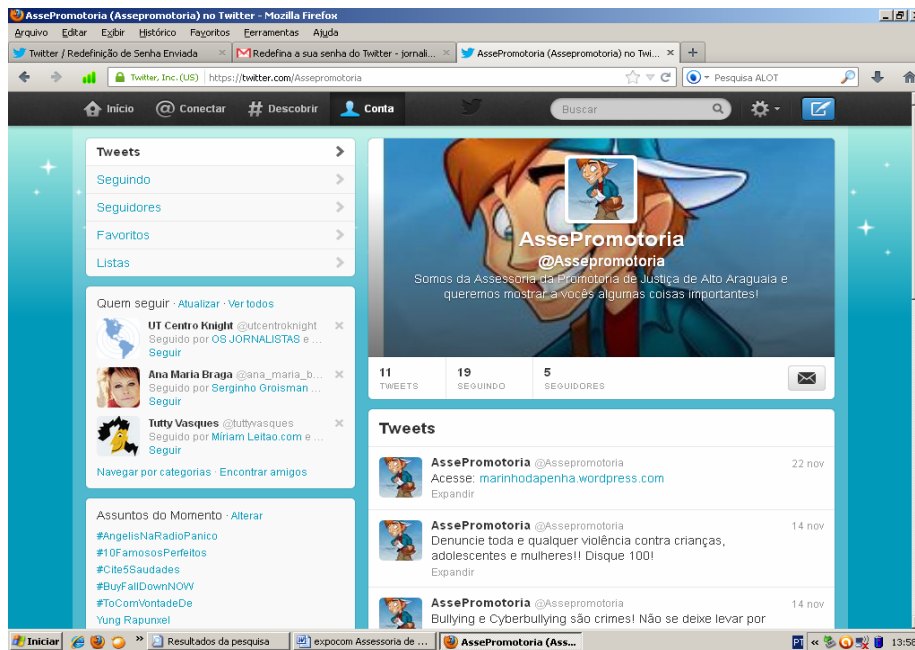 AssePromotoria (Assepromotoria) no Twitter - Mozilla Firefox
Arquivo Editar Exibir Histórico Favoritos Ferramentas Ajuda
Twitter / Redefinição de Senha Enviada
Redefina a sua senha do Twitter - jornali...
AssePromotoria (Assepromotoria) no Twi...
Twitter, Inc. (US)
https://twitter.com/Assepromotoria
Pesquisa ALOT
Início
Conectar
Descobrir
Conta
Buscar
Tweets
Seguindo
Seguidores
Favoritos
Listas
Quem seguir · Atualizar · Ver todos
UT Centro Knight @utcentroknight
Seguido por OS JORNALISTAS e ...
Seguir
Ana Maria Braga @ana_maria_b...
Seguido por Serginho Groisman ...
Seguir
Tutty Vasques @tuttyvasques
Seguido por Míriam Leitao.com e ...
Seguir
Navegar por categorias · Encontrar amigos
Assuntos do Momento · Alterar
#AngelisNaRadioPanico
#10FamososPerfeitos
#Cite5Saudades
#BuyFallDownNOW
#ToComVontadeDe
Yung Rapunxel
AssePromotoria
@Assepromotoria
Somos da Assessoria da Promotoria de Justiça de Alto Araguaia e
queremos mostrar a vocês algumas coisas importantes!
11 TWEETS
19 SEGUINDO
5 SEGUIDORES
Tweets
AssePromotoria @Assepromotoria 22 nov
Acesse: marinhodapenha.wordpress.com
Expandir
AssePromotoria @Assepromotoria 14 nov
Denuncie toda e qualquer violência contra crianças,
adolescentes e mulheres!! Disque 100!
Expandir
AssePromotoria @Assepromotoria 14 nov
Bullying e Cyberbullying são crimes! Não se deixe levar por
Iniciar
Resultados da pesquisa
expocom Assessoria de ...
AssePromotoria (Ass...
PT
13:58